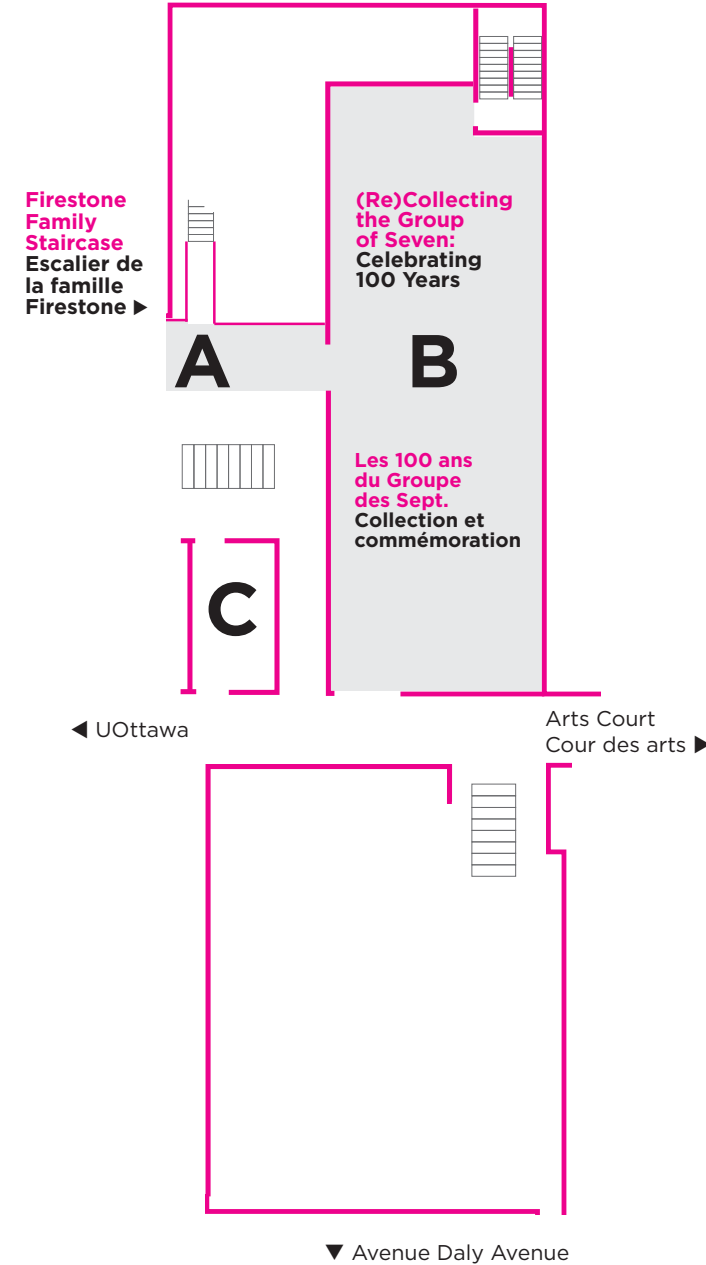 Firestone
Family
Staircase
Escalier de
la famille
Firestone ▶
(Re)Collecting
the Group
of Seven:
Celebrating
100 Years
A
B
Les 100 ans
du Groupe
des Sept.
Collection et
commémoration
C
◀ UOttawa
Arts Court
Cour des arts ▶
▼ Avenue Daly Avenue